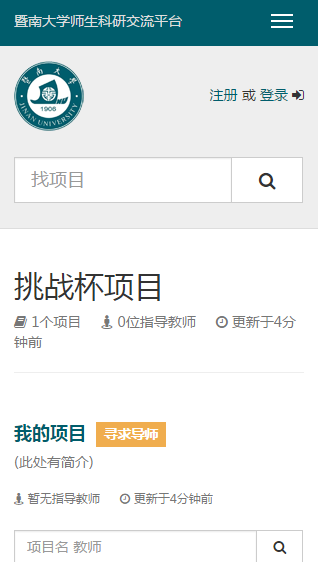 暨南大学师生科研交流平台
暨南大学
JINAN UNIVERSITY
1906
注册 或 登录
找项目
挑战杯项目
1个项目 0位指导教师 更新于4分
钟前
我的项目 寻求导师
(此处有简介)
暂无指导教师 更新于4分钟前
项目名 教师